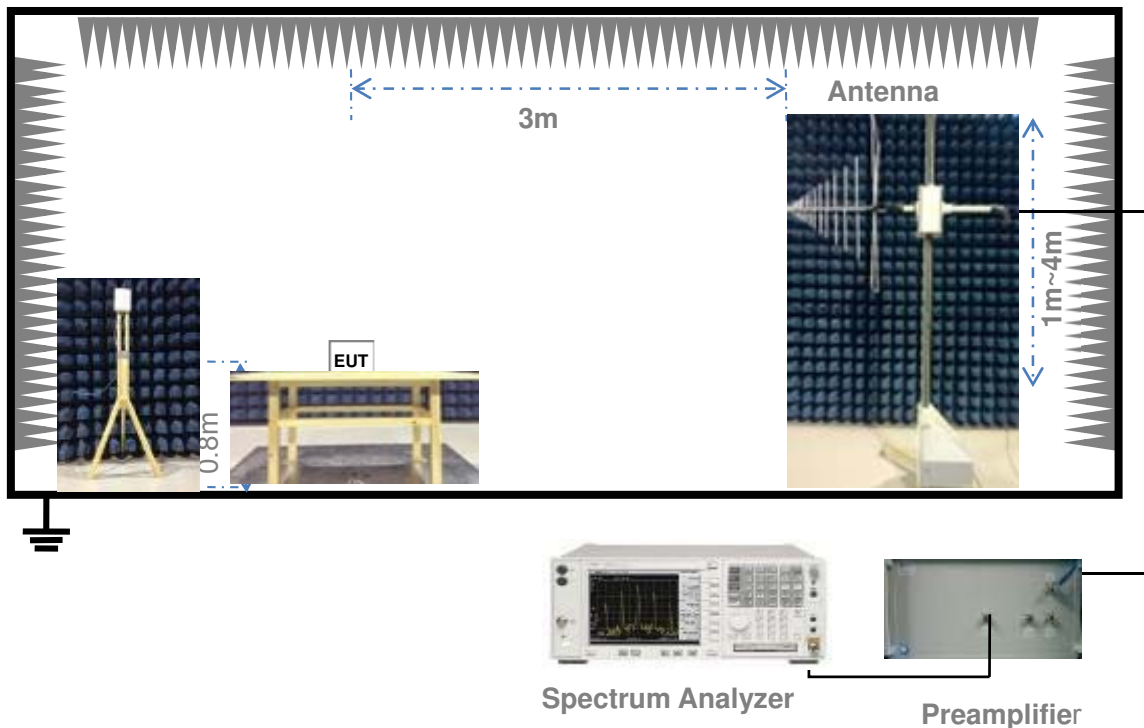 Antenna
3m
1m~4m
EUT
0.8m
Spectrum Analyzer
Preamplifier